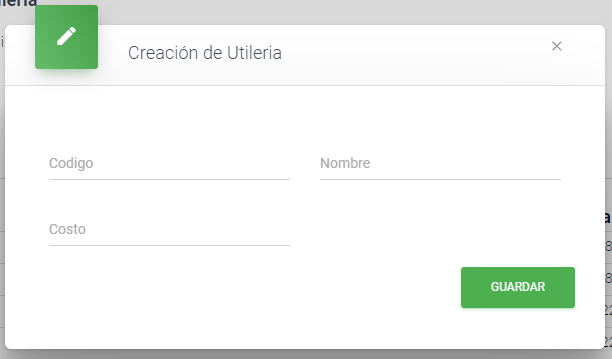 Creación de Utileria
×
Codigo
Nombre
Costo
GUARDAR